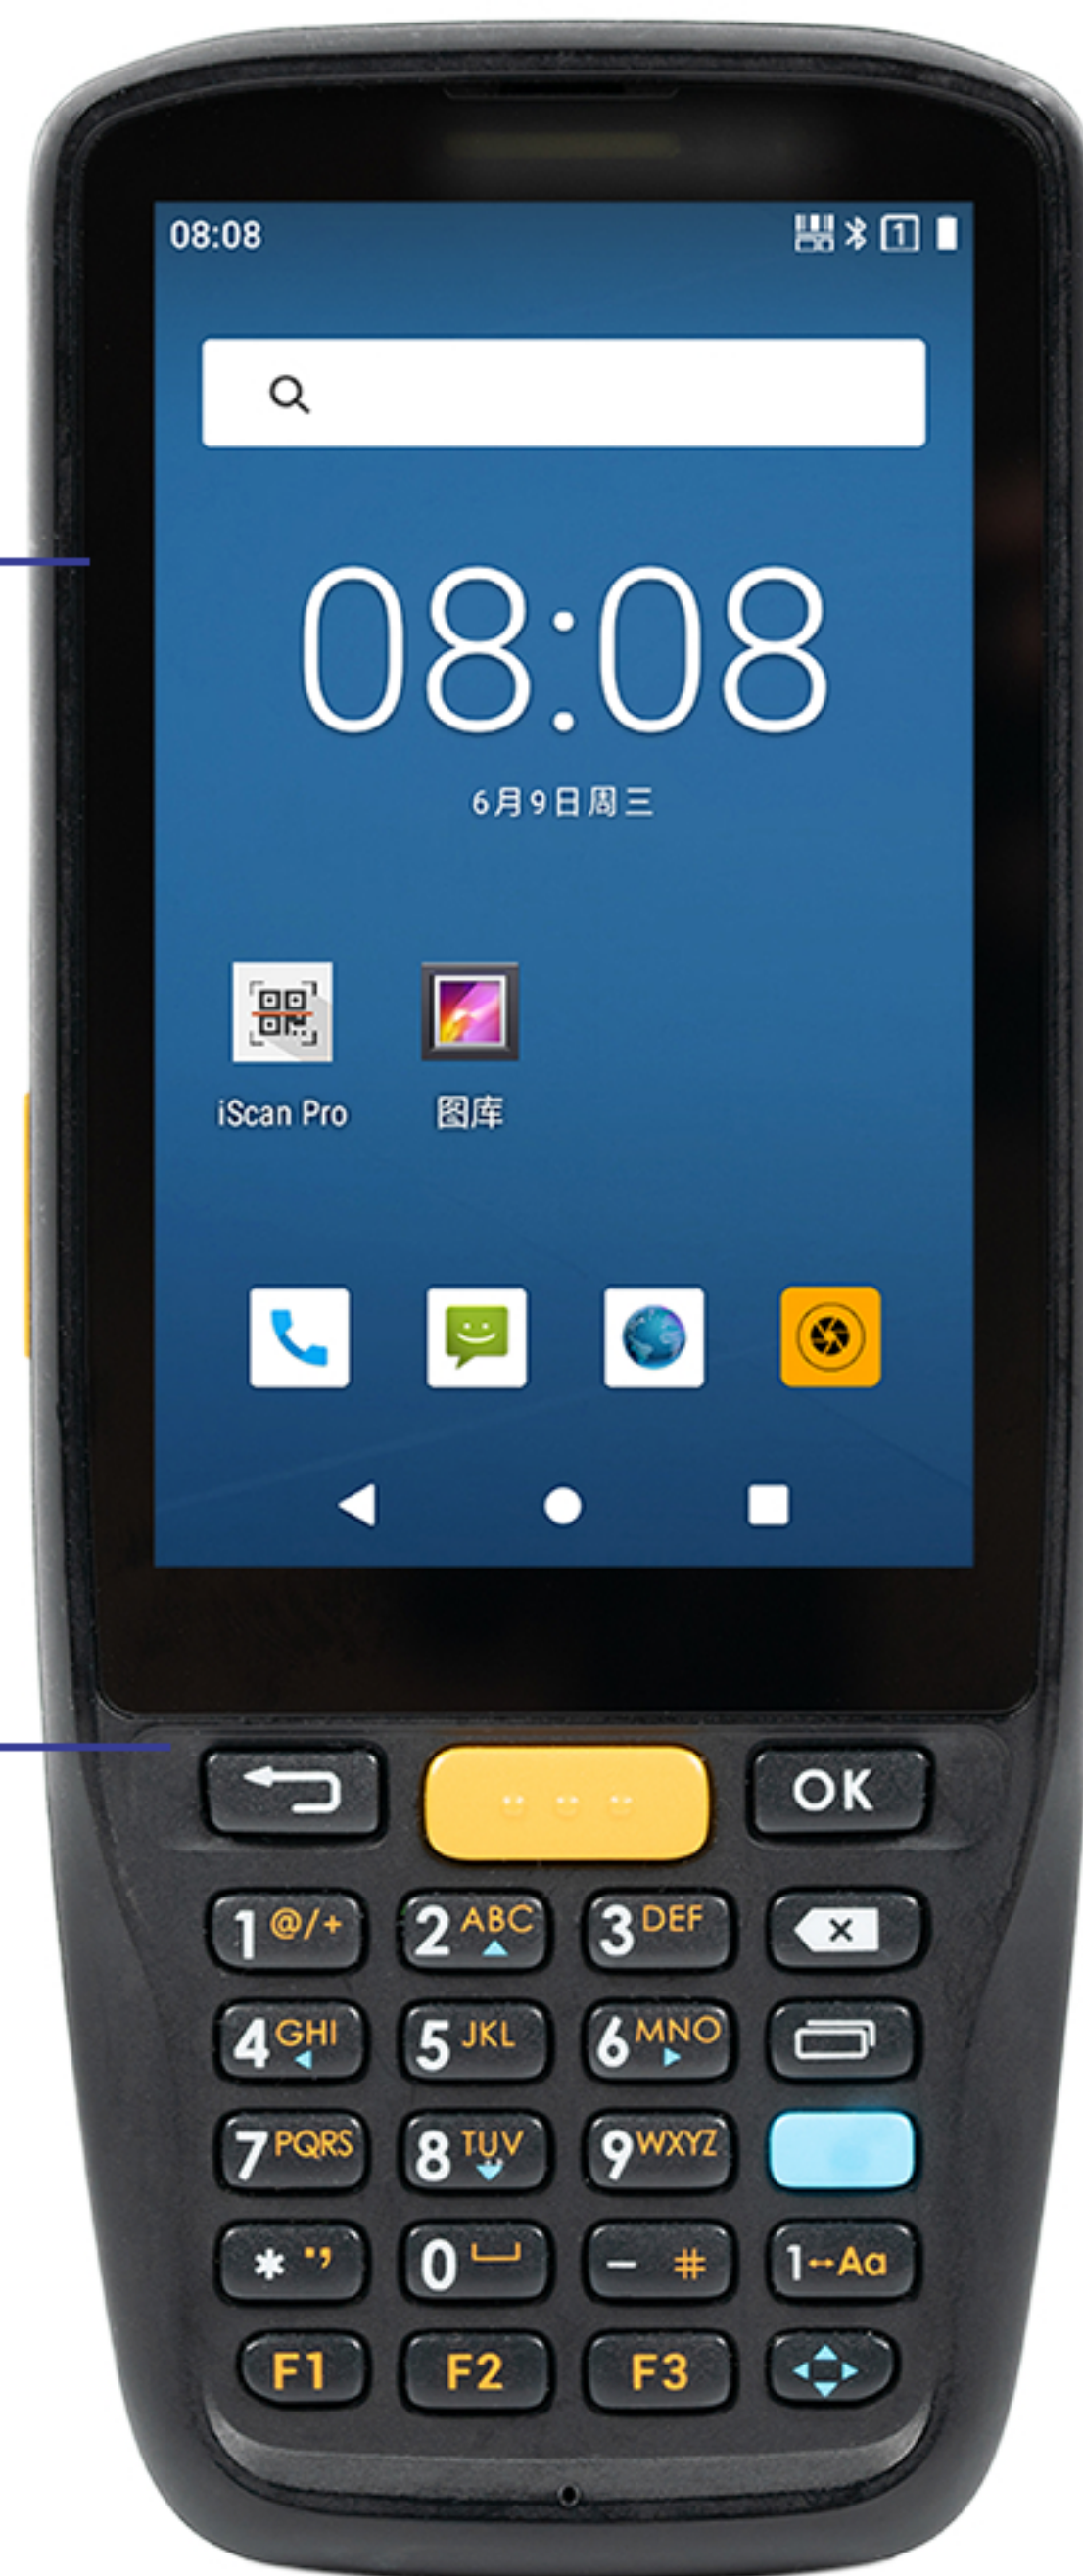 08:08 1
08:08
6月9日周三
iScan Pro 图库
OK
1 @/+ 2 ABC 3 DEF ×
4 GHI 5 JKL 6 MNO
7 PQRS 8 TUV 9 WXYZ
* ., 0 - #  1↔Aa
F1 F2 F3